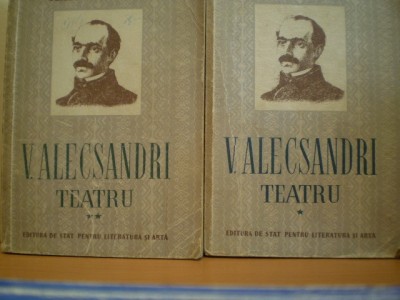 V. ALECSANDRI
TEATRU
**
EDITURA DE STAT PENTRU LITERATURĂ ȘI ARTĂ
V. ALECSANDRI
TEATRU
*
EDITURA DE STAT PENTRU LITERATURĂ ȘI ARTĂ